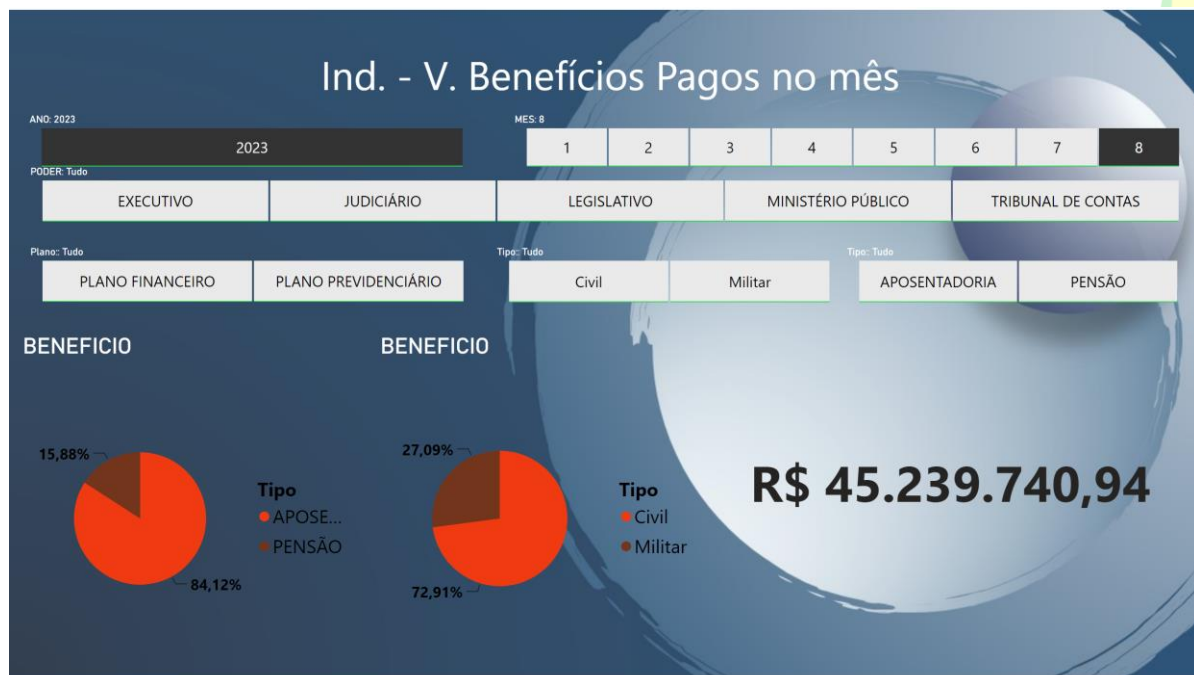 Ind. - V. Benefícios Pagos no mês
ANO: 2023
MES: 8
2023
1 2 3 4 5 6 7 8
PODER: Tudo
EXECUTIVO JUDICIÁRIO LEGISLATIVO MINISTÉRIO PÚBLICO TRIBUNAL DE CONTAS
Plano:: Tudo
Tipo: Tudo
Tipo: Tudo
PLANO FINANCEIRO PLANO PREVIDENCIÁRIO
Civil Militar
APOSENTADORIA PENSÃO
BENEFICIO
15,88%
84,12%
Tipo
APOSE...
PENSÃO
BENEFICIO
27,09%
72,91%
Tipo
Civil
Militar
R$ 45.239.740,94